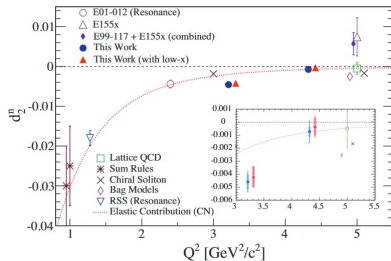 E01-012 (Resonance)
E155x
E99-117 + E155x (combined)
This Work
This Work (with low-x)
0.01
0
-0.01
-0.02
-0.03
-0.04
d₂ⁿ
Lattice QCD
Sum Rules
Chiral Soliton
Bag Models
RSS (Resonance)
Elastic Contribution (CN)
0
-0.001
-0.002
-0.003
-0.004
-0.005
-0.006
3 3.5 4 4.5 5 5.5
1 2 3 4 5
Q² [GeV²/c²]